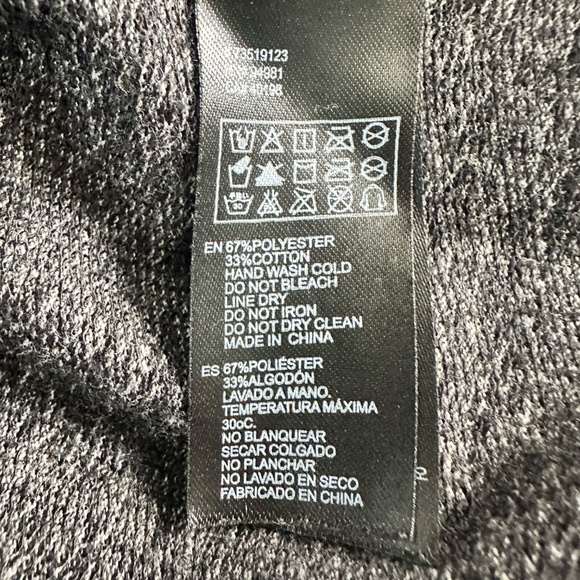 EN 67%POLYESTER
33%COTTON
HAND WASH COLD
DO NOT BLEACH
LINE DRY
DO NOT IRON
DO NOT DRY CLEAN
MADE IN CHINA
ES 67%POLIÉSTER
33%ALGODÓN
LAVADO A MANO.
TEMPERATURA MÁXIMA
30oC.
NO BLANQUEAR
SECAR COLGADO
NO PLANCHAR
NO LAVADO EN SECO
FABRICADO EN CHINA